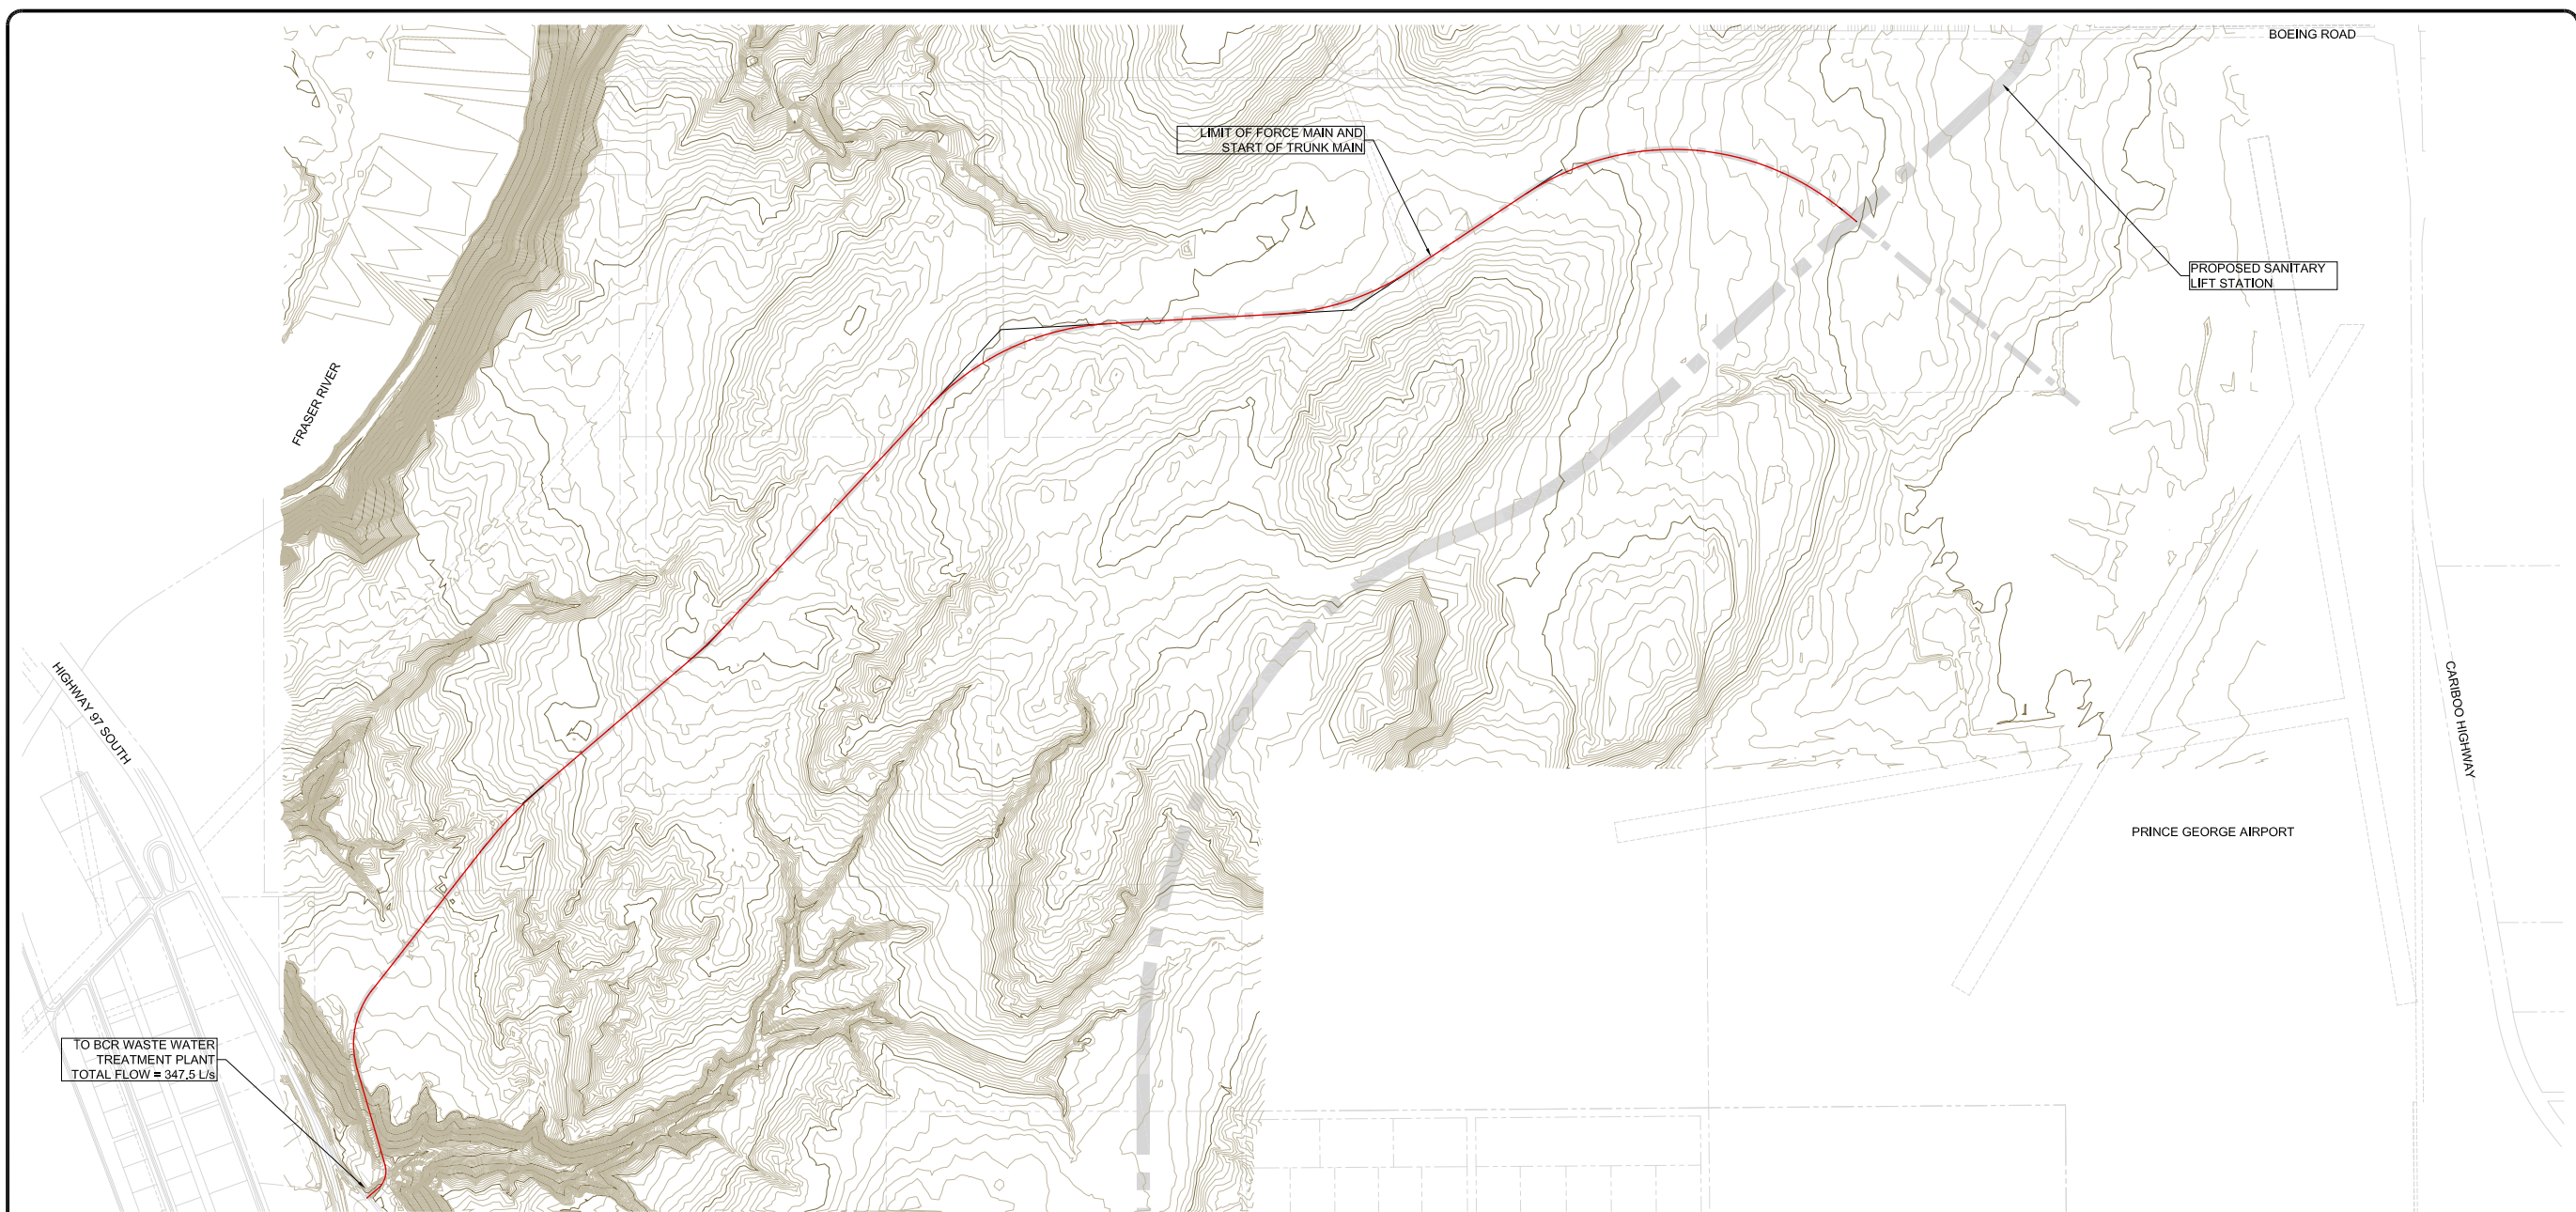 BOEING ROAD
LIMIT OF FORCE MAIN AND
START OF TRUNK MAIN
PROPOSED SANITARY
LIFT STATION
FRASER RIVER
HIGHWAY 97 SOUTH
CARIBOO HIGHWAY
PRINCE GEORGE AIRPORT
TO BCR WASTE WATER
TREATMENT PLANT
TOTAL FLOW = 347.5 L/s